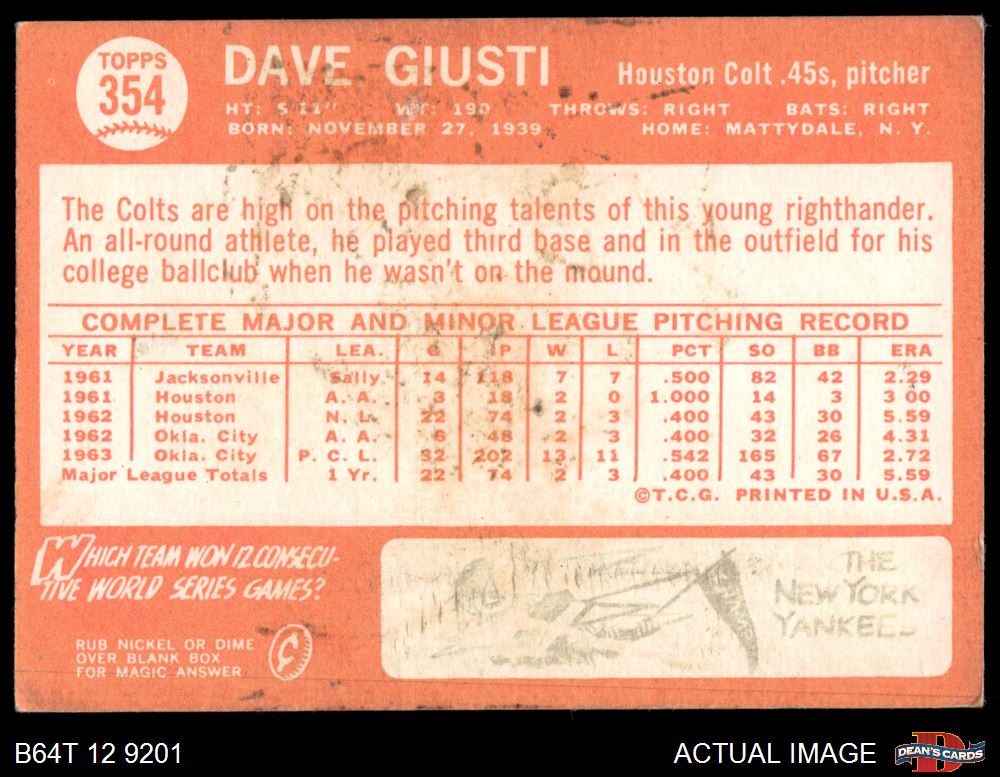 TOPPS
354
DAVE GIUSTI
Houston Colt .45s, pitcher
HT: 5'11" WT: 190 THROWS: RIGHT BATS: RIGHT
BORN: NOVEMBER 27, 1939 HOME: MATTYDALE, N. Y.
The Colts are high on the pitching talents of this young righthander.
An all-round athlete, he played third base and in the outfield for his
college ballclub when he wasn't on the mound.
COMPLETE MAJOR AND MINOR LEAGUE PITCHING RECORD
YEAR TEAM LEA. G IP W L PCT SO BB ERA
1961 Jacksonville Sally 14 118 7 7 .500 82 42 2.29
1961 Houston A. A. 3 18 2 0 1.000 14 3 3 00
1962 Houston N. L. 22 74 2 3 .400 43 30 5.59
1962 Okla. City A. A. 6 48 2 3 .400 32 26 4.31
1963 Okla. City P. C. L. 32 202 13 11 .542 165 67 2.72
Major League Totals 1 Yr. 22 74 2 3 .400 43 30 5.59
©T.C.G. PRINTED IN U.S.A.
WHICH TEAM WON 12 CONSECU-
TIVE WORLD SERIES GAMES?
RUB NICKEL OR DIME
OVER BLANK BOX
FOR MAGIC ANSWER
¢
THE
NEW YORK
YANKEE
B64T 12 9201
ACTUAL IMAGE
D
DEAN'S CARDS